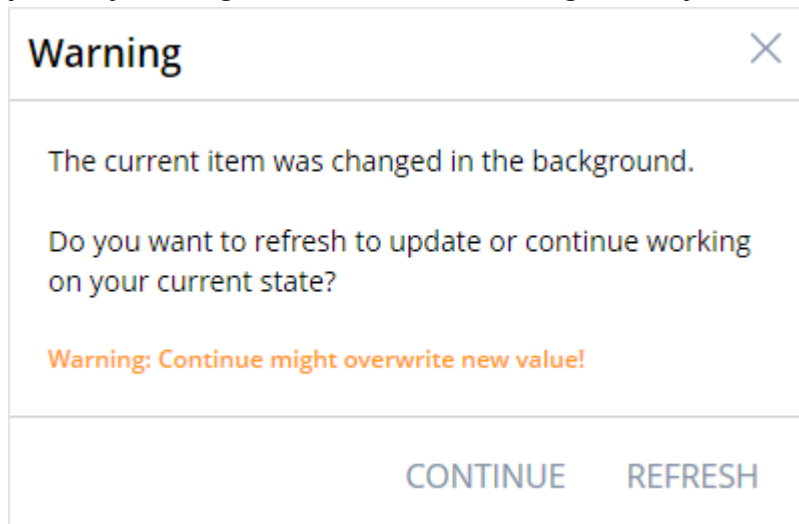 Warning
The current item was changed in the background.
Do you want to refresh to update or continue working
on your current state?
Warning: Continue might overwrite new value!
CONTINUE REFRESH